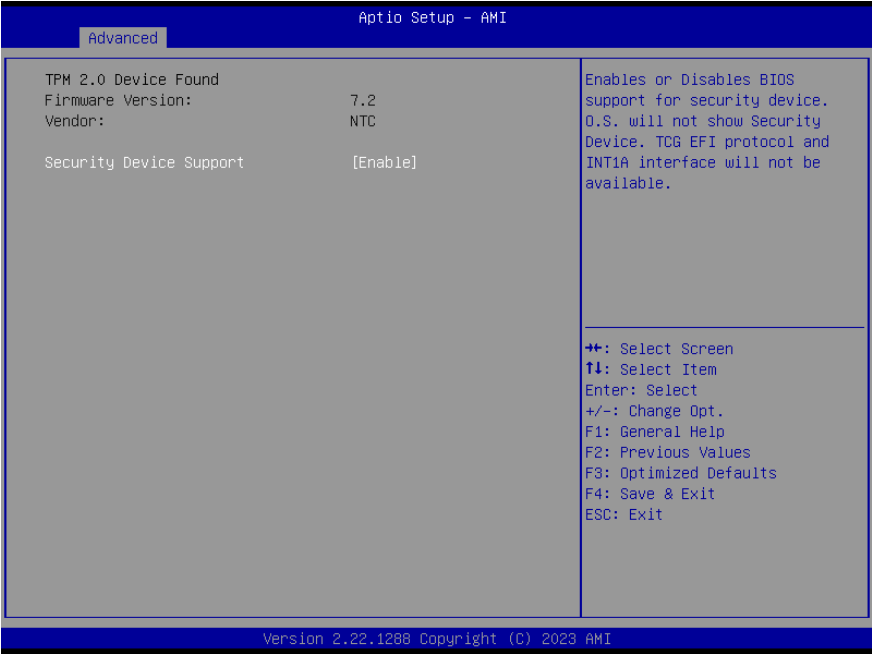 Aptio Setup – AMI
Advanced
TPM 2.0 Device Found
Firmware Version: 7.2
Vendor: NTC
Security Device Support [Enable]
Enables or Disables BIOS
support for security device.
O.S. will not show Security
Device. TCG EFI protocol and
INT1A interface will not be
available.
→←: Select Screen
↑↓: Select Item
Enter: Select
+/-: Change Opt.
F1: General Help
F2: Previous Values
F3: Optimized Defaults
F4: Save & Exit
ESC: Exit
Version 2.22.1288 Copyright (C) 2023 AMI